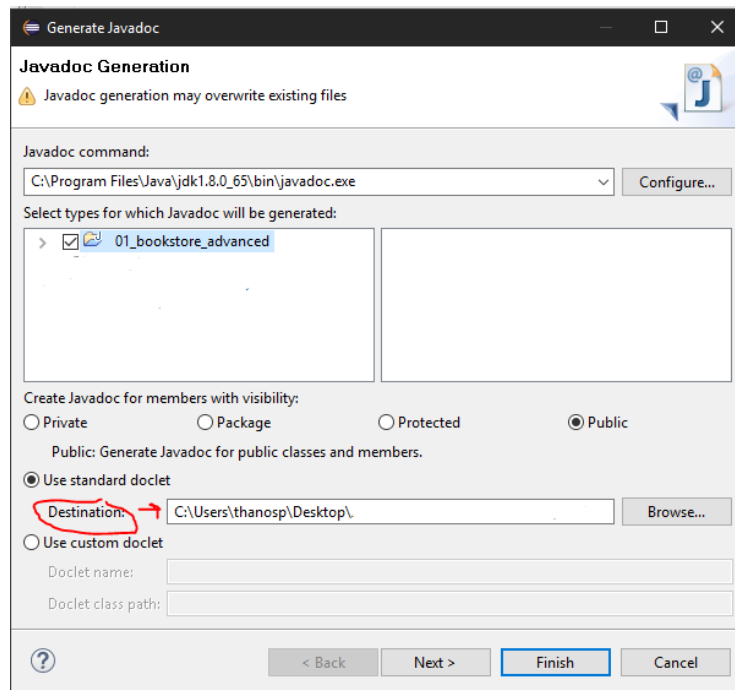 Generate Javadoc
Javadoc Generation
Javadoc generation may overwrite existing files
Javadoc command:
C:\Program Files\Java\jdk1.8.0_65\bin\javadoc.exe
Configure...
Select types for which Javadoc will be generated:
01_bookstore_advanced
Create Javadoc for members with visibility:
Private Package Protected Public
Public: Generate Javadoc for public classes and members.
Use standard doclet
Destination: C:\Users\thanosp\Desktop\ Browse...
Use custom doclet
Doclet name:
Doclet class path:
< Back Next > Finish Cancel